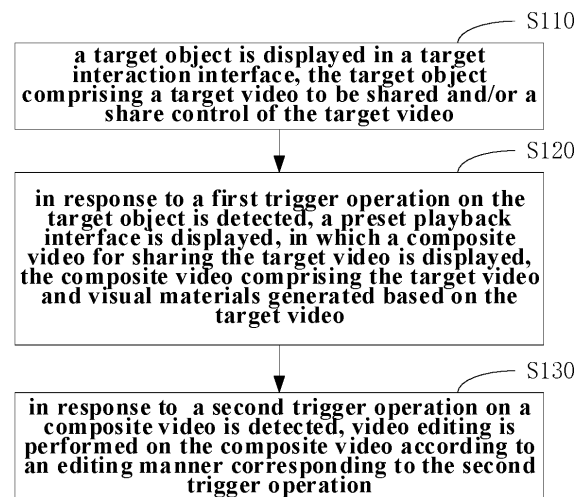 S110
a target object is displayed in a target
interaction interface, the target object
comprising a target video to be shared and/or a
share control of the target video
S120
in response to a first trigger operation on the
target object is detected, a preset playback
interface is displayed, in which a composite
video for sharing the target video is displayed,
the composite video comprising the target video
and visual materials generated based on the
target video
S130
in response to a second trigger operation on a
composite video is detected, video editing is
performed on the composite video according to
an editing manner corresponding to the second
trigger operation